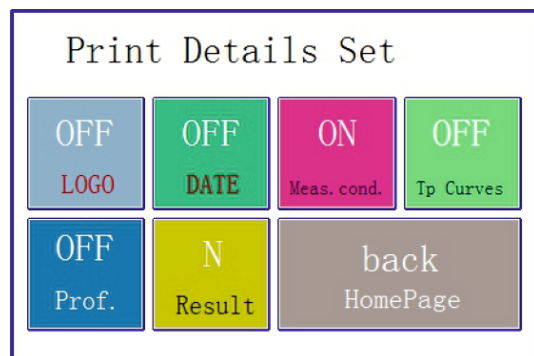 Print Details Set
OFF OFF ON OFF
LOGO DATE Meas.cond. Tp Curves
OFF N back
Prof. Result HomePage